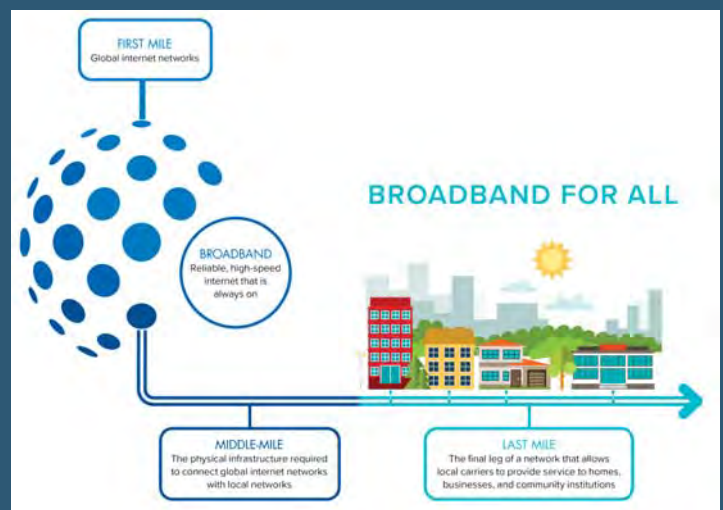 FIRST MILE
Global internet networks
BROADBAND FOR ALL
BROADBAND
Reliable, high-speed
internet that is
always on
MIDDLE-MILE
The physical infrastructure required
to connect global internet networks
with local networks
LAST MILE
The final leg of a network that allows
local carriers to provide service to homes,
businesses, and community institutions